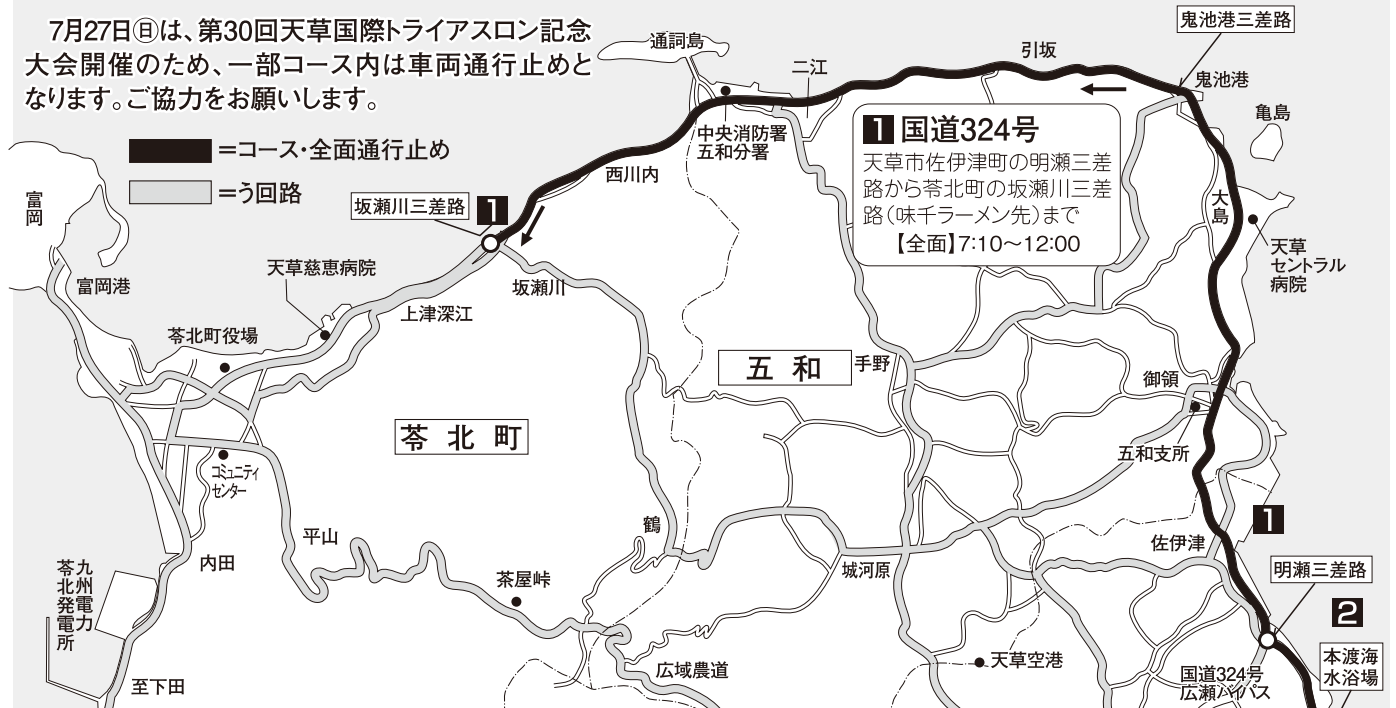 7月27日㊐は、第30回天草国際トライアスロン記念
大会開催のため、一部コース内は車両通行止めと
なります。ご協力をお願いします。
=コース・全面通行止め
=う回路
通詞島
二江
引坂
鬼池港三差路
鬼池港
亀島
中央消防署
五和分署
1 国道324号
天草市佐伊津町の明瀬三差
路から苓北町の坂瀬川三差
路(味千ラーメン先)まで
【全面】7:10〜12:00
西川内
大島
富岡
坂瀬川三差路
1
天草
セントラル
病院
天草慈恵病院
坂瀬川
富岡港
上津深江
苓北町役場
五和
手野
御領
苓北町
五和支所
コミュニティ
センター
鶴
1
平山
佐伊津
内田
城河原
明瀬三差路
茶屋峠
九州電力
苓北発電所
2
広域農道
天草空港
本渡海
水浴場
国道324号
広瀬バイパス
至下田